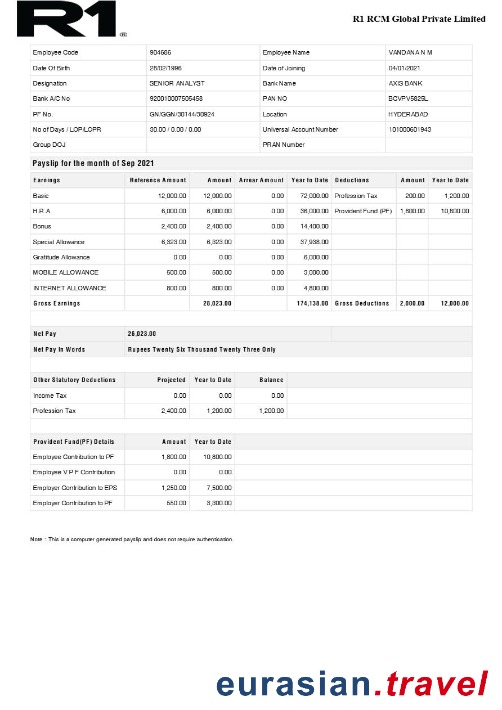 R1 ®
R1 RCM Global Private Limited
Employee Code 904686 Employee Name VANDANA N M
Date Of Birth 28/02/1996 Date of Joining 04/01/2021
Designation SENIOR ANALYST Bank Name AXIS BANK
Bank A/C No 920010007505458 PAN NO BCVPV5825L
PF No. GN/GGN/30144/30924 Location HYDERABAD
No of Days / LOP/LOPR 30.00 / 0.00 / 0.00 Universal Account Number 101000601943
Group DOJ PRAN Number
Payslip for the month of Sep 2021
Earnings Reference Amount Amount Arrear Amount Year to Date Deductions Amount Year to Date
Basic 12,000.00 12,000.00 0.00 72,000.00 Profession Tax 200.00 1,200.00
H R A 6,000.00 6,000.00 0.00 36,000.00 Provident Fund (PF) 1,800.00 10,800.00
Bonus 2,400.00 2,400.00 0.00 14,400.00
Special Allowance 6,323.00 6,323.00 0.00 37,938.00
Gratitude Allowance 0.00 0.00 0.00 6,000.00
MOBILE ALLOWANCE 500.00 500.00 0.00 3,000.00
INTERNET ALLOWANCE 800.00 800.00 0.00 4,800.00
Gross Earnings 28,023.00 174,138.00 Gross Deductions 2,000.00 12,000.00
Net Pay 26,023.00
Net Pay In Words Rupees Twenty Six Thousand Twenty Three Only
Other Statutory Deductions Projected Year to Date Balance
Income Tax 0.00 0.00 0.00
Profession Tax 2,400.00 1,200.00 1,200.00
Provident Fund(PF) Details Amount Year to Date
Employee Contribution to PF 1,800.00 10,800.00
Employee V P F Contribution 0.00 0.00
Employer Contribution to EPS 1,250.00 7,500.00
Employer Contribution to PF 550.00 3,300.00
Note : This is a computer generated payslip and does not require authentication.
eurasian.travel